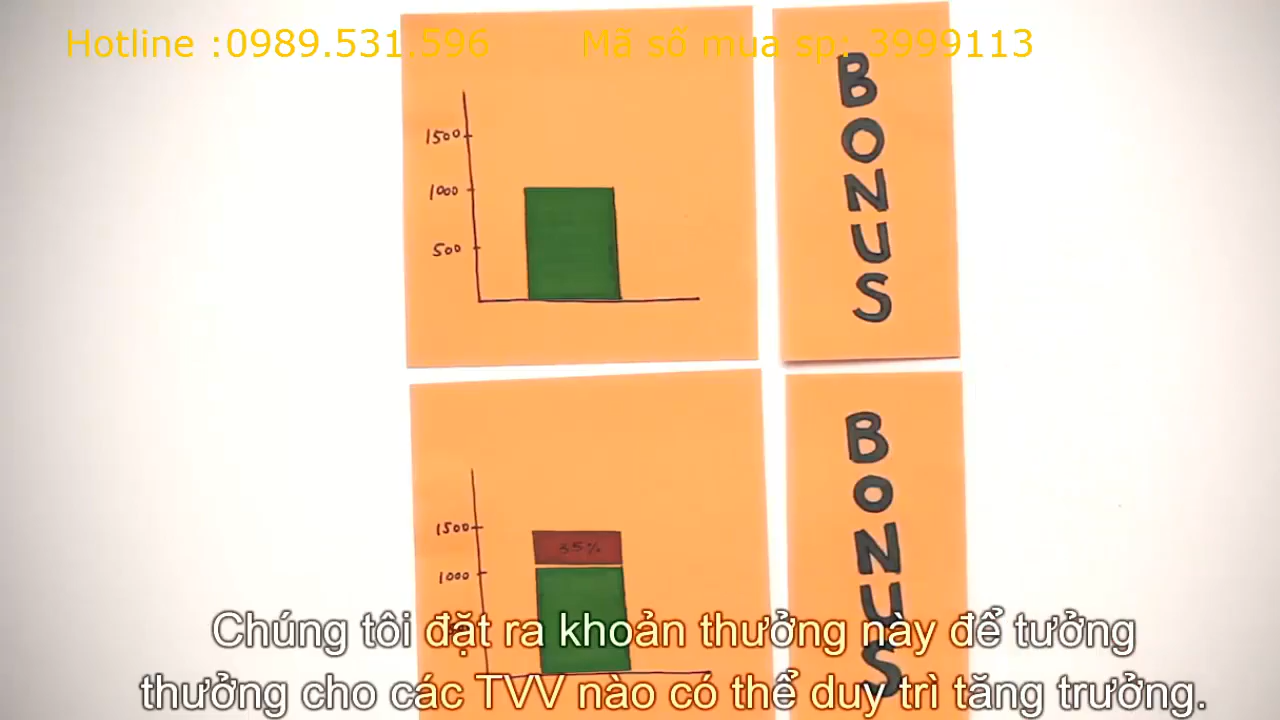 Hotline :0989.531.596 Mã số mua sp: 3999113
1500
1000
500
BONUS
1500
1000
35%
BONUS
Chúng tôi đặt ra khoản thưởng này để tưởng
thưởng cho các TVV nào có thể duy trì tăng trưởng.